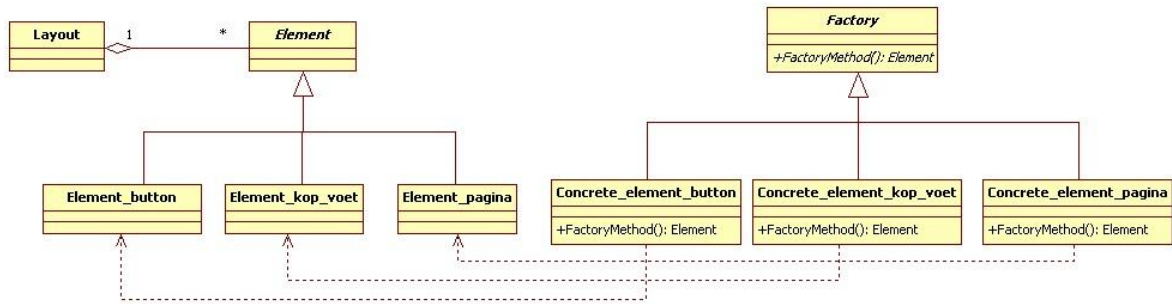 Layout
1
*
Element
Factory
+FactoryMethod(): Element
Element_button
Element_kop_voet
Element_pagina
Concrete_element_button
+FactoryMethod(): Element
Concrete_element_kop_voet
+FactoryMethod(): Element
Concrete_element_pagina
+FactoryMethod(): Element